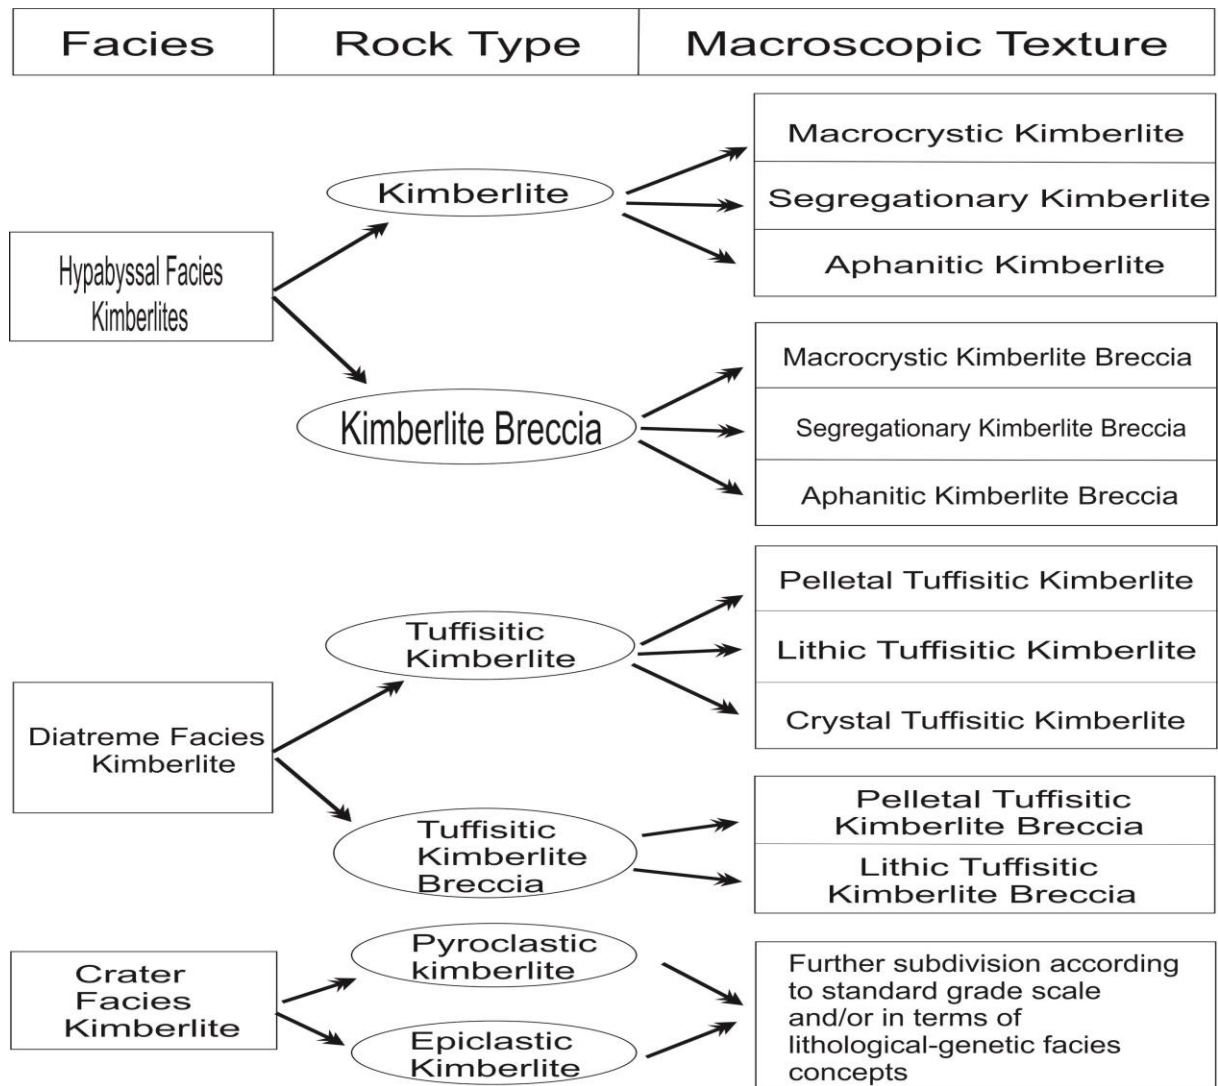 Facies
Rock Type
Macroscopic Texture
Hypabyssal Facies
Kimberlites
Kimberlite
Macrocrystic Kimberlite
Segregationary Kimberlite
Aphanitic Kimberlite
Kimberlite Breccia
Macrocrystic Kimberlite Breccia
Segregationary Kimberlite Breccia
Aphanitic Kimberlite Breccia
Diatreme Facies
Kimberlite
Tuffisitic
Kimberlite
Pelletal Tuffisitic Kimberlite
Lithic Tuffisitic Kimberlite
Crystal Tuffisitic Kimberlite
Tuffisitic
Kimberlite
Breccia
Pelletal Tuffisitic
Kimberlite Breccia
Lithic Tuffisitic
Kimberlite Breccia
Crater
Facies
Kimberlite
Pyroclastic
kimberlite
Epiclastic
Kimberlite
Further subdivision according
to standard grade scale
and/or in terms of
lithological-genetic facies
concepts